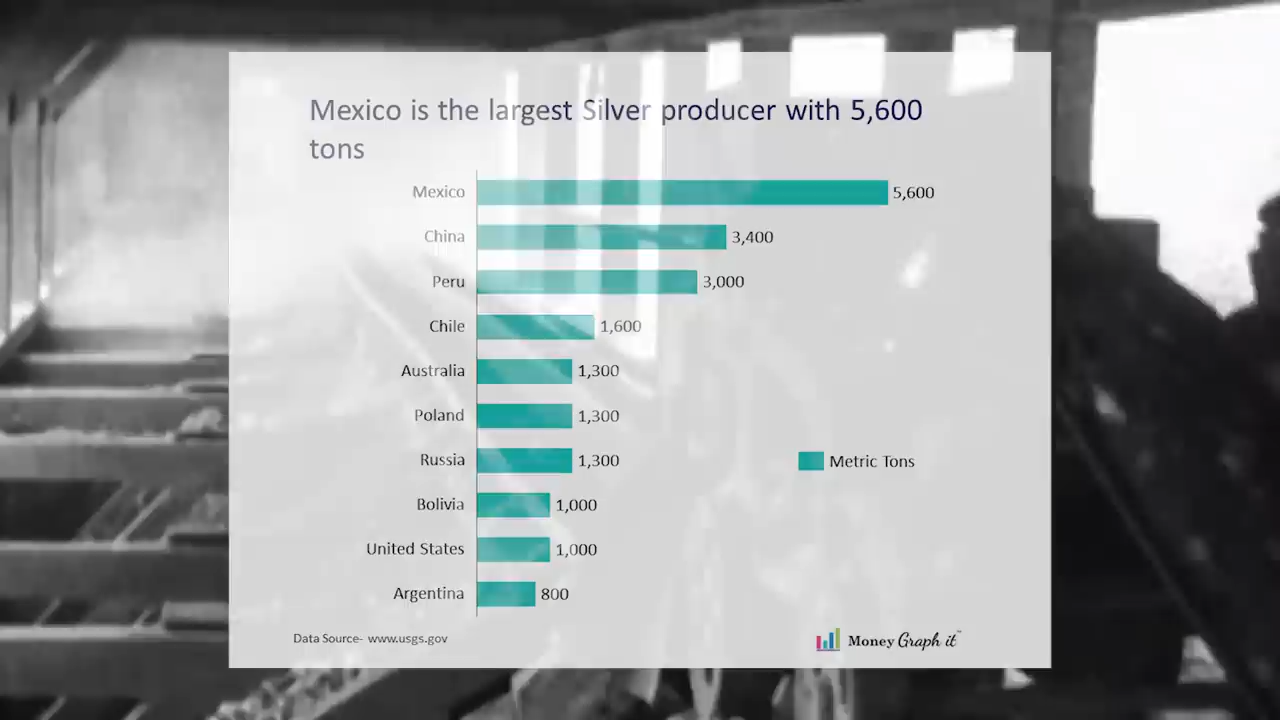 Mexico is the largest Silver producer with 5,600
tons
Mexico 5,600
China 3,400
Peru 3,000
Chile 1,600
Australia 1,300
Poland 1,300
Russia 1,300
Metric Tons
Bolivia 1,000
United States 1,000
Argentina 800
Data Source- www.usgs.gov
Money Graph it™